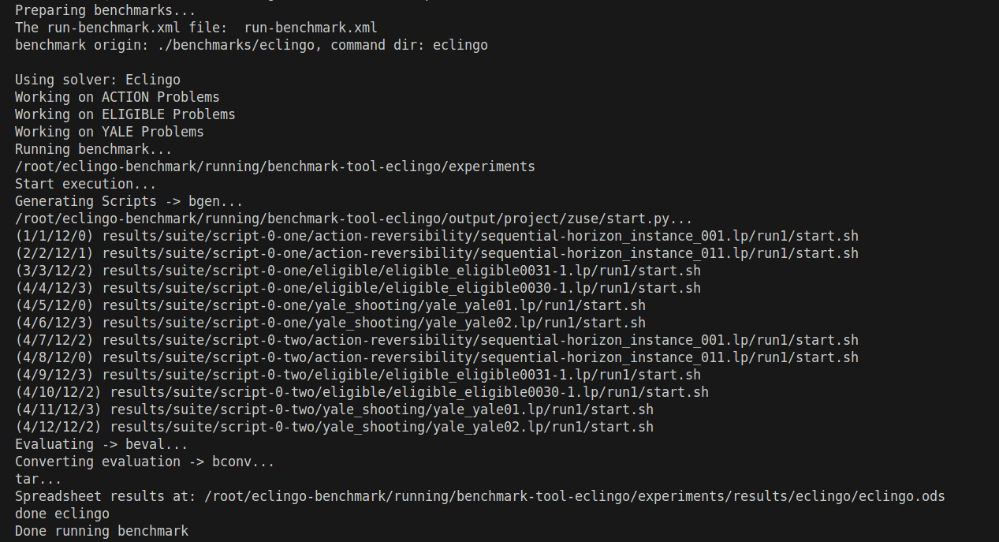 Preparing benchmarks...
The run-benchmark.xml file:  run-benchmark.xml
benchmark origin: ./benchmarks/eclingo, command dir: eclingo
Using solver: Eclingo
Working on ACTION Problems
Working on ELIGIBLE Problems
Working on YALE Problems
Running benchmark...
/root/eclingo-benchmark/running/benchmark-tool-eclingo/experiments
Start execution...
Generating Scripts -> bgen...
/root/eclingo-benchmark/running/benchmark-tool-eclingo/output/project/zuse/start.py...
(1/1/12/0) results/suite/script-0-one/action-reversibility/sequential-horizon_instance_001.lp/run1/start.sh
(2/2/12/1) results/suite/script-0-one/action-reversibility/sequential-horizon_instance_011.lp/run1/start.sh
(3/3/12/2) results/suite/script-0-one/eligible/eligible_eligible0031-1.lp/run1/start.sh
(4/4/12/3) results/suite/script-0-one/eligible/eligible_eligible0030-1.lp/run1/start.sh
(4/5/12/0) results/suite/script-0-one/yale_shooting/yale_yale01.lp/run1/start.sh
(4/6/12/3) results/suite/script-0-one/yale_shooting/yale_yale02.lp/run1/start.sh
(4/7/12/2) results/suite/script-0-two/action-reversibility/sequential-horizon_instance_001.lp/run1/start.sh
(4/8/12/0) results/suite/script-0-two/action-reversibility/sequential-horizon_instance_011.lp/run1/start.sh
(4/9/12/3) results/suite/script-0-two/eligible/eligible_eligible0031-1.lp/run1/start.sh
(4/10/12/2) results/suite/script-0-two/eligible/eligible_eligible0030-1.lp/run1/start.sh
(4/11/12/3) results/suite/script-0-two/yale_shooting/yale_yale01.lp/run1/start.sh
(4/12/12/2) results/suite/script-0-two/yale_shooting/yale_yale02.lp/run1/start.sh
Evaluating -> beval...
Converting evaluation -> bconv...
tar...
Spreadsheet results at: /root/eclingo-benchmark/running/benchmark-tool-eclingo/experiments/results/eclingo/eclingo.ods
done eclingo
Done running benchmark